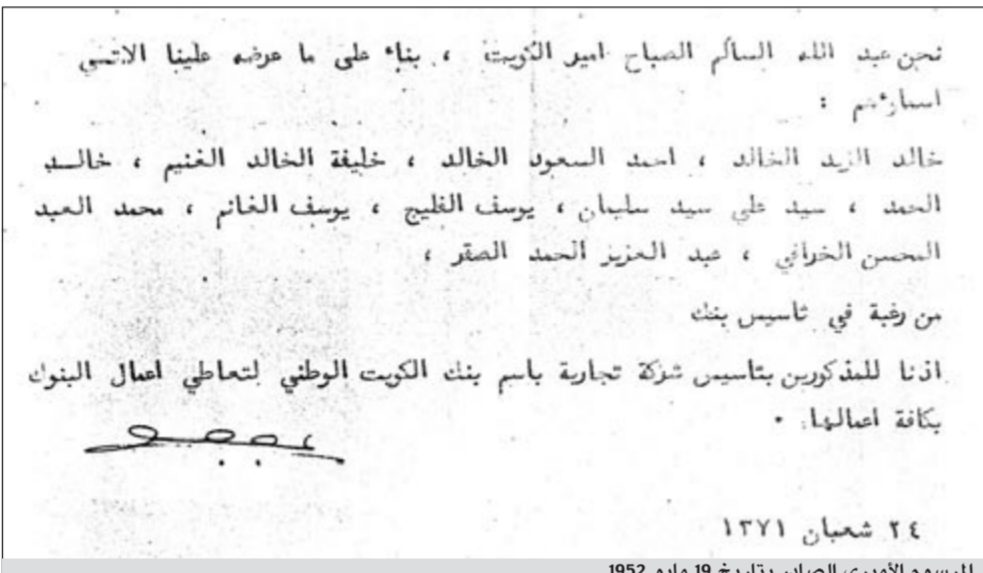 نحن عبد الله السالم الصباح امير الكويت ، بناء على ما عرضه علينا الاتي
اسماؤهم :
خالد الزيد الخالد ، احمد السعود الخالد ، خليفة الخالد الغنيم ، خالد
الحمد ، سيد علي سيد سليمان ، يوسف الفليج ، يوسف الغانم ، محمد العبد
المحسن الخرافي ، عبد العزيز الحمد الصقر ،
من رغبة في تاسيس بنك
اذنا للمذكورين بتاسيس شركة تجارية باسم بنك الكويت الوطني لتعاطي اعمال البنوك
بكافة اعمالها .
٢٤ شعبان ١٣٧١
المرسوم الأميري الصادر بتاريخ 19 مايو 1952